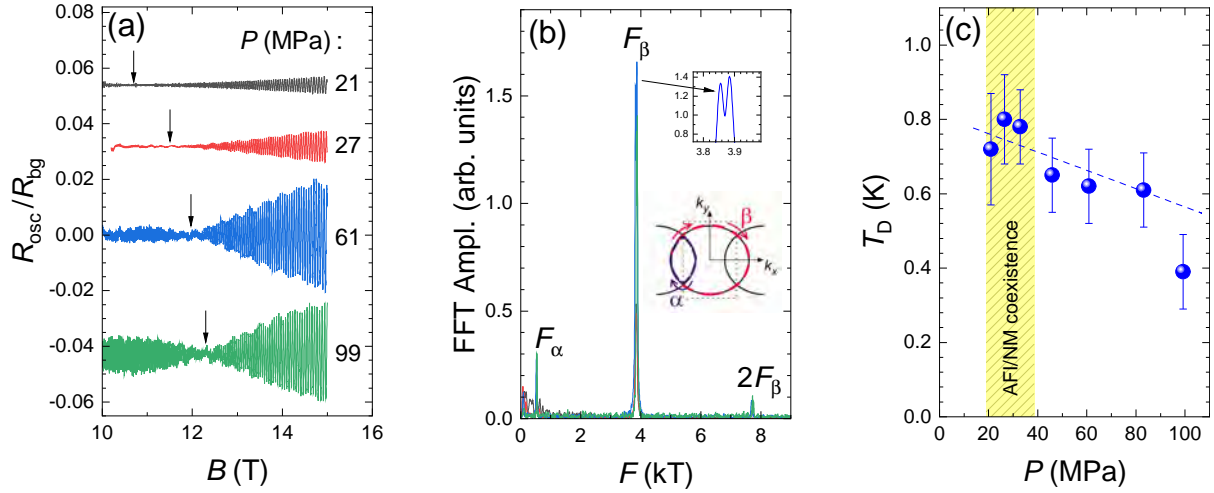 (a)
P (MPa) :
21
27
61
99
0.08
0.06
0.04
0.02
0.00
-0.02
-0.04
-0.06
R_osc./R_bg
10
12
14
16
B (T)
(b)
F_β
1.4
1.2
1.0
0.8
3.8
3.9
k_y
β
k_x
α
F_α
2F_β
2.0
1.5
1.0
0.5
0.0
FFT Ampl. (arb. units)
0
2
4
6
8
F (kT)
(c)
1.0
0.8
0.6
0.4
0.2
0.0
T_D (K)
AFI/NM coexistence
0
20
40
60
80
100
P (MPa)